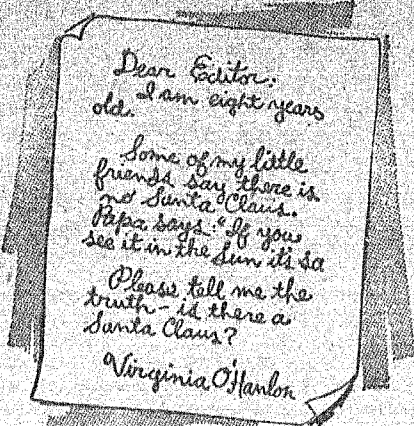 Dear Editor:
I am eight years
old.
Some of my little
friends say there is
no Santa Claus.
Papa says: "If you
see it in the Sun it's so
Please tell me the
truth - is there a
Santa Claus?
Virginia O'Hanlon